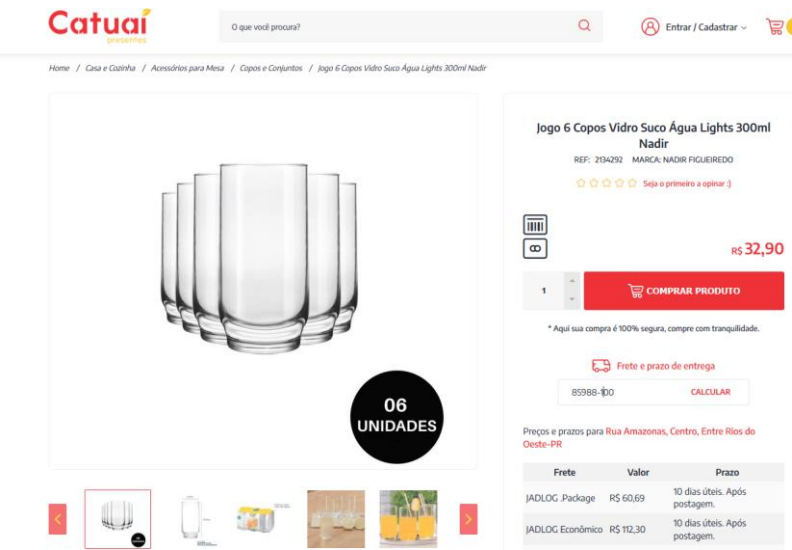 Catuaí
presentes
O que você procura?
Entrar / Cadastrar
Home / Casa e Cozinha / Acessórios para Mesa / Copos e Conjuntos / Jogo 6 Copos Vidro Suco Água Lights 300ml Nadir
Jogo 6 Copos Vidro Suco Água Lights 300ml
Nadir
REF: 2134292 MARCA: NADIR FIGUEIREDO
Seja o primeiro a opinar :)
R$ 32,90
1
COMPRAR PRODUTO
* Aqui sua compra é 100% segura, compre com tranquilidade.
Frete e prazo de entrega
85988-100
CALCULAR
06
UNIDADES
Preços e prazos para Rua Amazonas, Centro, Entre Rios do
Oeste-PR
Frete Valor Prazo
JADLOG .Package R$ 60,69 10 dias úteis. Após
postagem.
JADLOG Econômico R$ 112,30 10 dias úteis. Após
postagem.